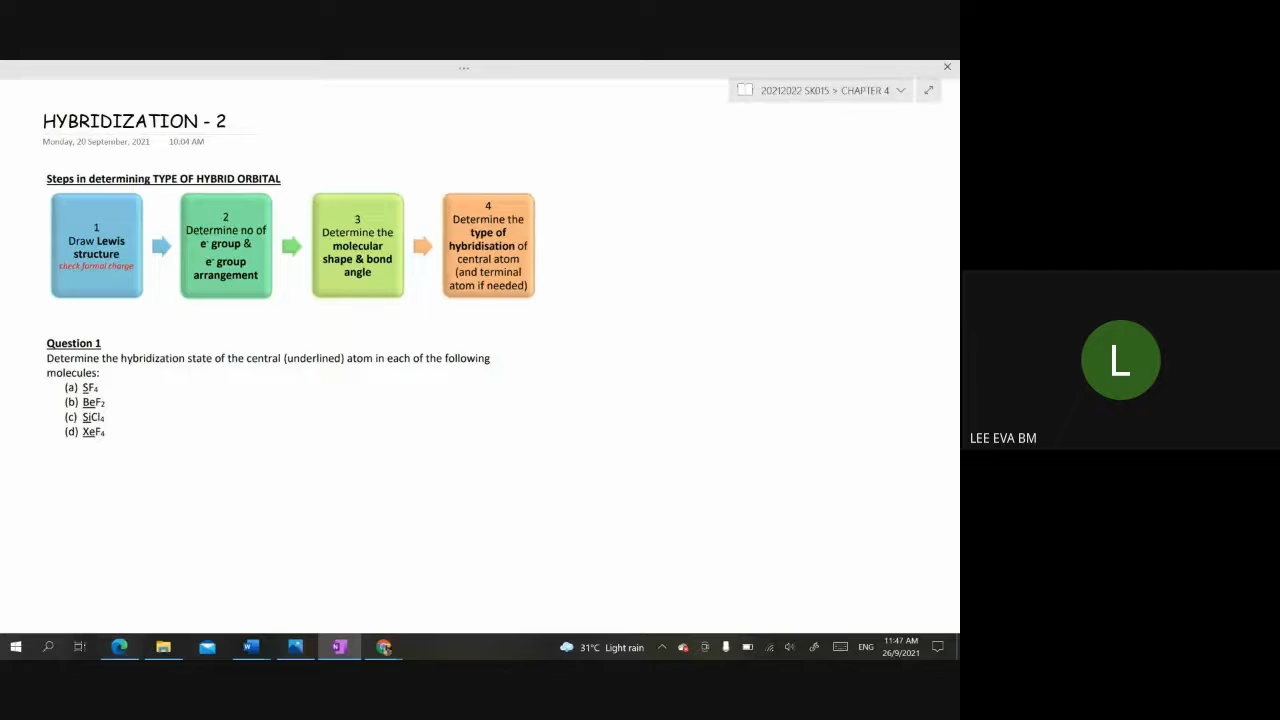 ...
20212022 SK015 > CHAPTER 4
HYBRIDIZATION - 2
Monday, 20 September, 2021 10:04 AM
Steps in determining TYPE OF HYBRID ORBITAL
1
Draw Lewis
structure
check formal charge
2
Determine no of
e- group &
e- group
arrangement
3
Determine the
molecular
shape & bond
angle
4
Determine the
type of
hybridisation of
central atom
(and terminal
atom if needed)
Question 1
Determine the hybridization state of the central (underlined) atom in each of the following
molecules:
(a) SF4
(b) BeF2
(c) SiCl4
(d) XeF4
L
LEE EVA BM
31°C Light rain
ENG
11:47 AM
26/9/2021